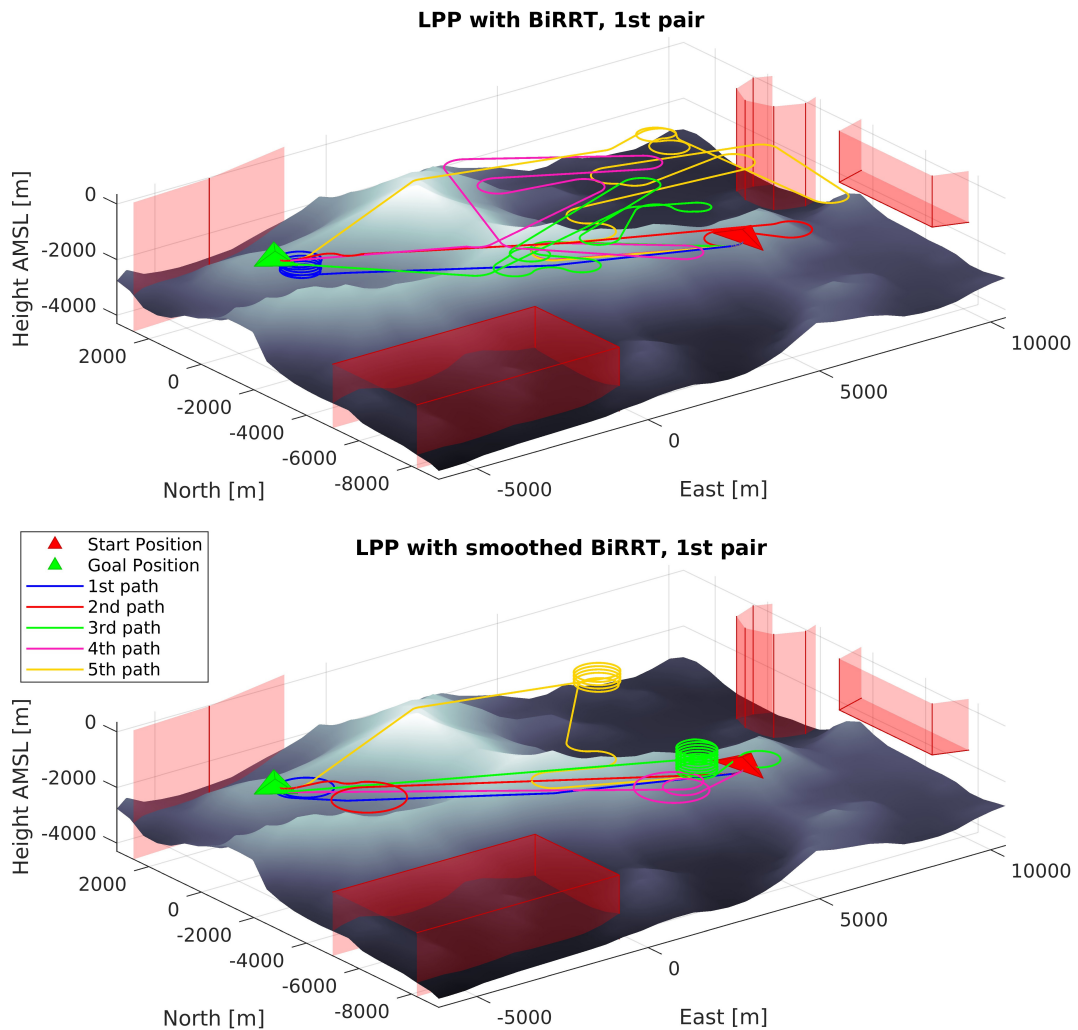 LPP with BiRRT, 1st pair
Height AMSL [m]
0
-2000
-4000
2000
0
-2000
-4000
-6000
-8000
North [m]
-5000
0
5000
10000
East [m]
LPP with smoothed BiRRT, 1st pair
Start Position
Goal Position
1st path
2nd path
3rd path
4th path
5th path
Height AMSL [m]
0
-2000
-4000
2000
0
-2000
-4000
-6000
-8000
North [m]
-5000
0
5000
10000
East [m]